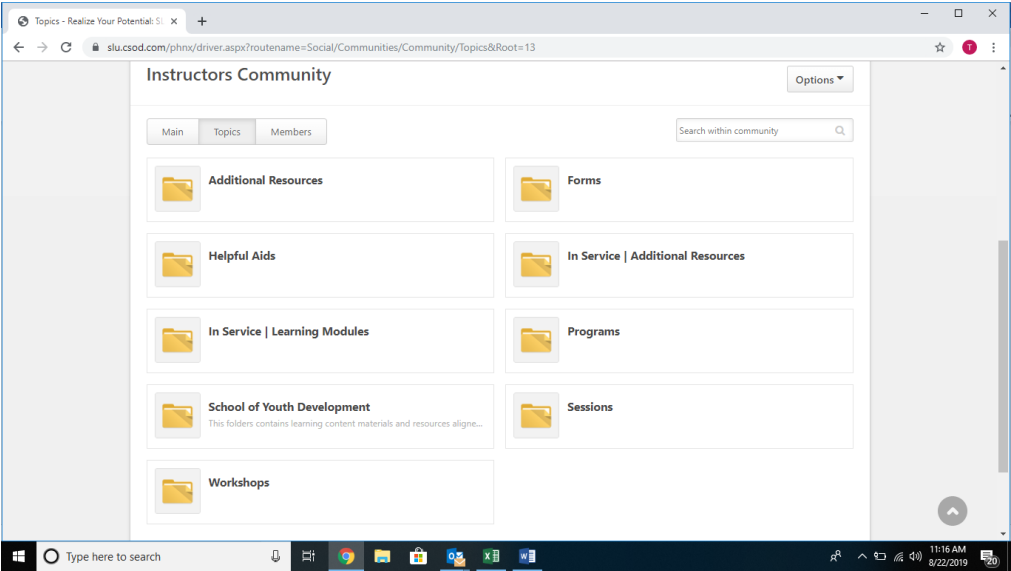 Topics - Realize Your Potential: S
slu.csod.com/phnx/driver.aspx?routename=Social/Communities/Community/Topics&Root=13
T
Instructors Community
Options
Main Topics Members
Search within community
Additional Resources
Forms
Helpful Aids
In Service | Additional Resources
In Service | Learning Modules
Programs
School of Youth Development
This folders contains learning content materials and resources aligne...
Sessions
Workshops
Type here to search
11:16 AM
8/22/2019
20